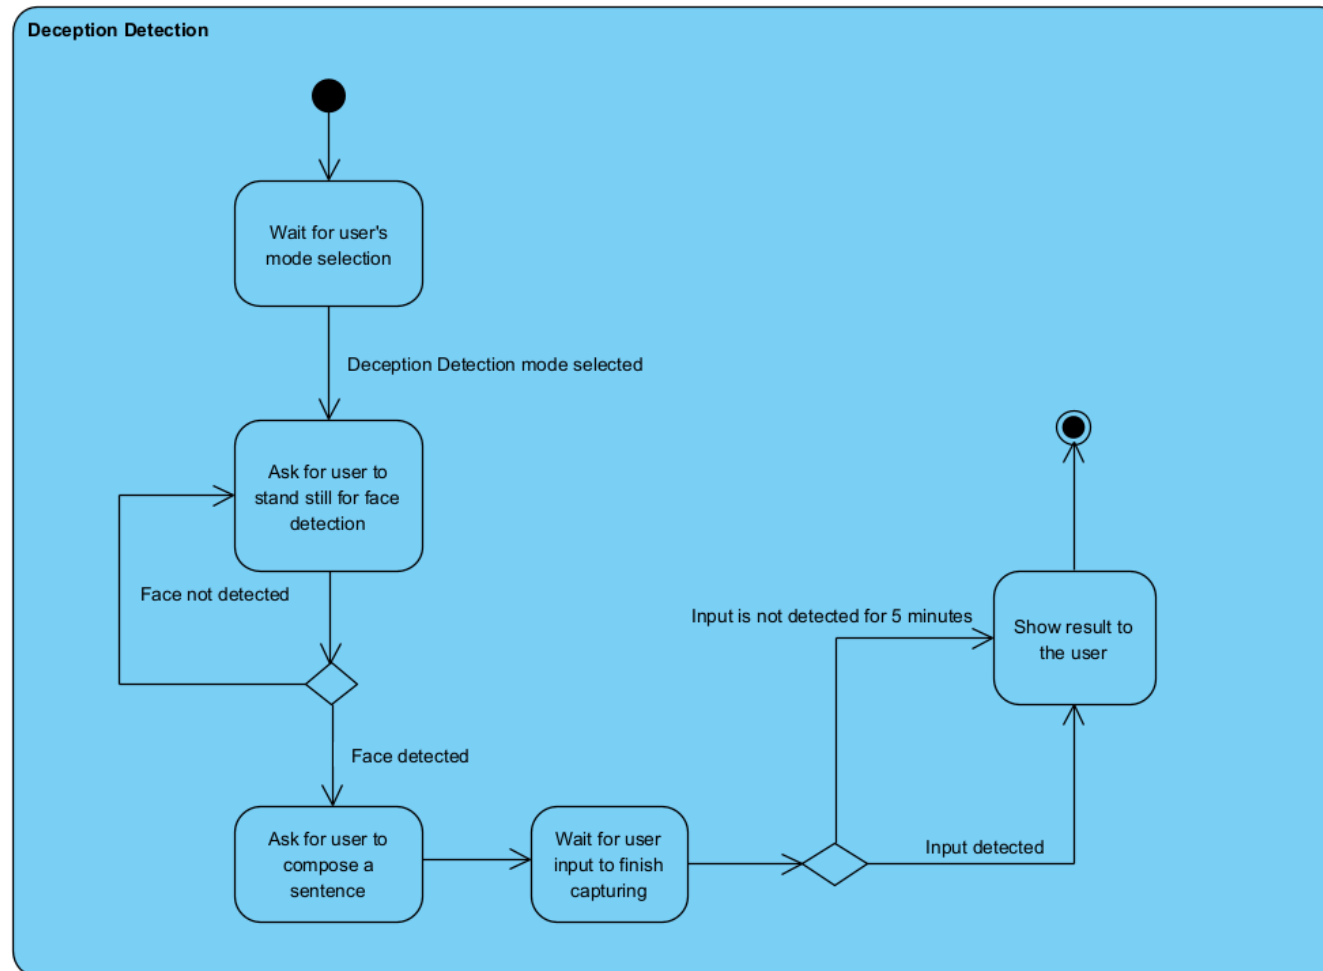 Deception Detection
Wait for user's
mode selection
Deception Detection mode selected
Ask for user to
stand still for face
detection
Face not detected
Face detected
Ask for user to
compose a
sentence
Wait for user
input to finish
capturing
Input is not detected for 5 minutes
Input detected
Show result to
the user